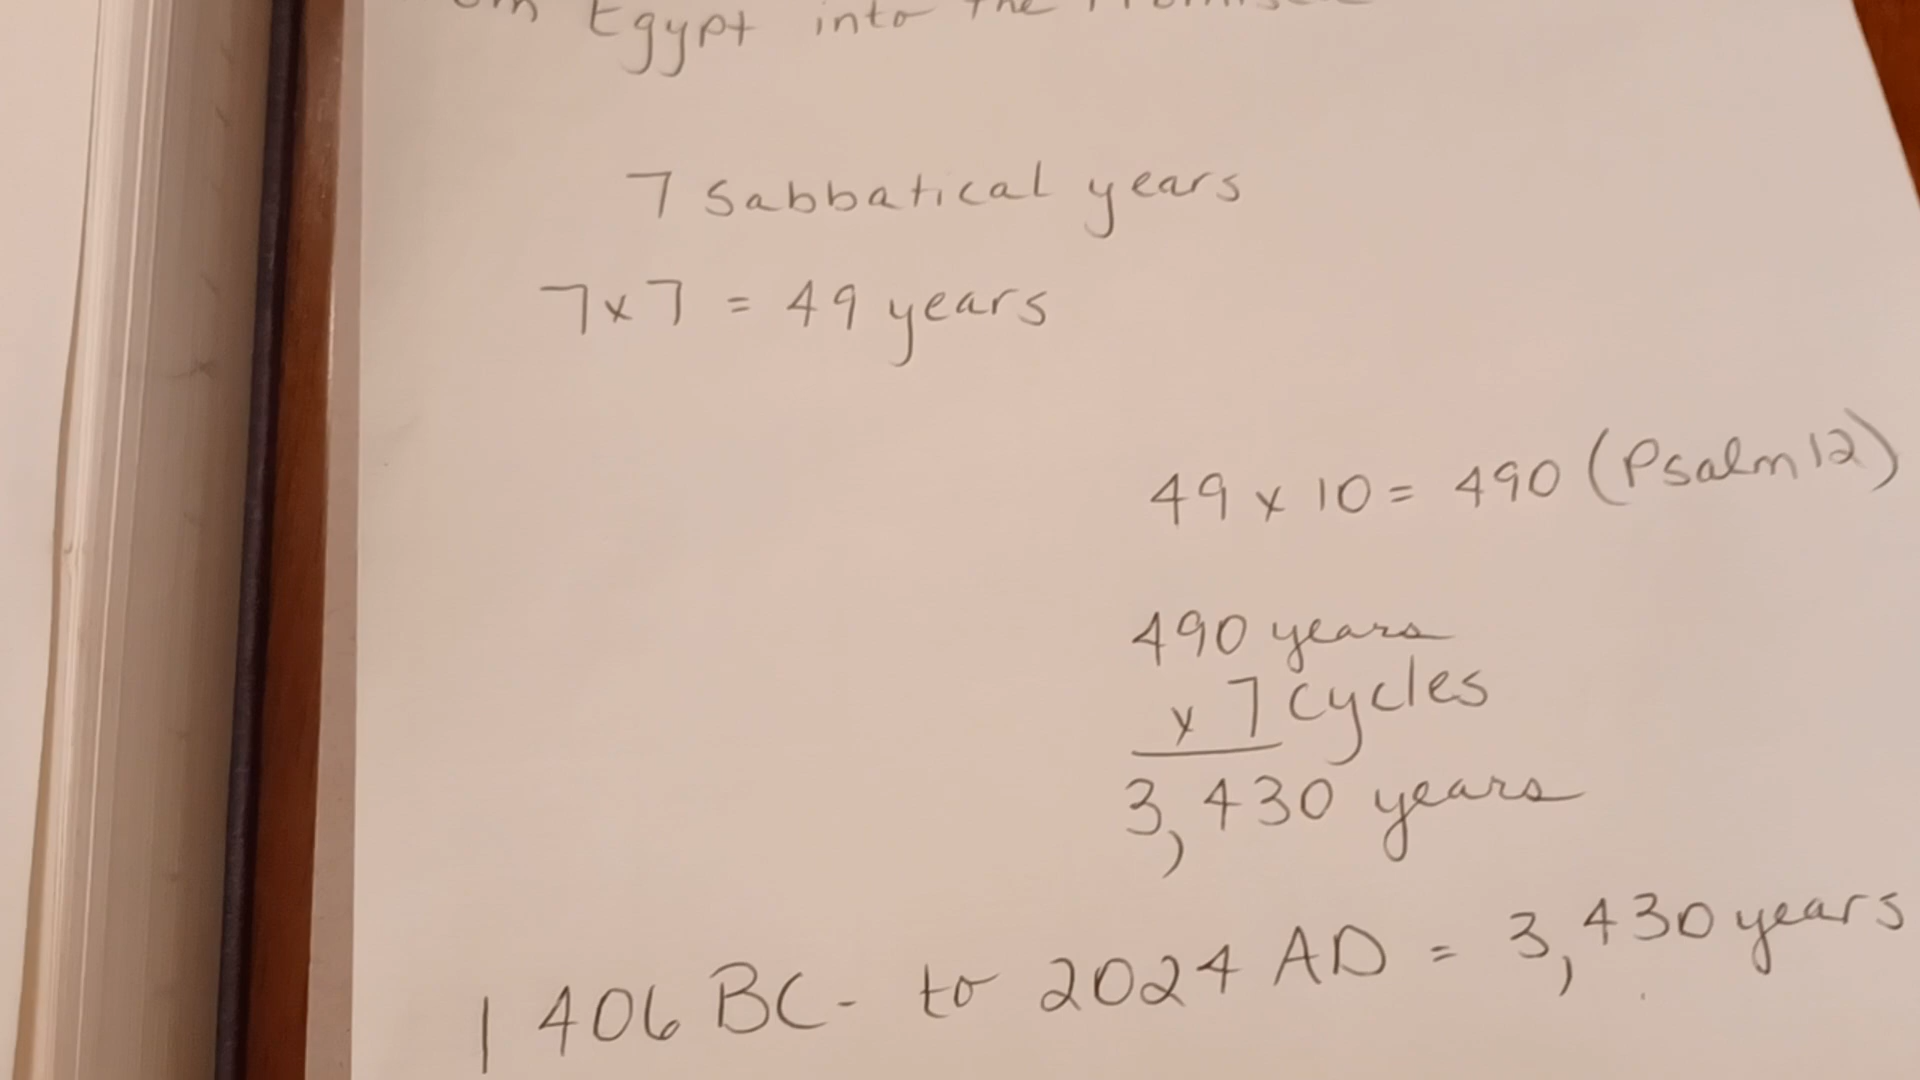 Egypt into the
7 Sabbatical years
7x7 = 49 years
49 x 10 = 490 (Psalm 12)
490 years
x 7 cycles
3,430 years
1406 BC- to 2024 AD = 3,430 years